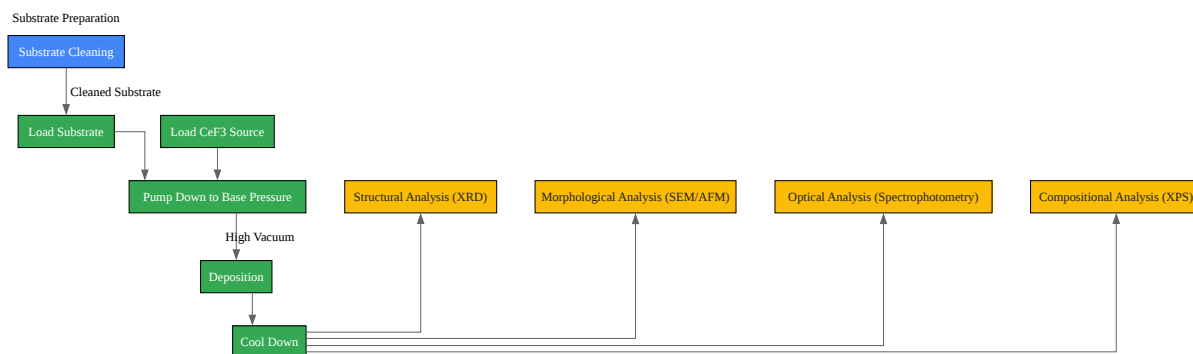 Substrate Preparation
Substrate Cleaning
Cleaned Substrate
Load Substrate
Load CeF3 Source
Pump Down to Base Pressure
Structural Analysis (XRD)
Morphological Analysis (SEM/AFM)
Optical Analysis (Spectrophotometry)
Compositional Analysis (XPS)
High Vacuum
Deposition
Cool Down